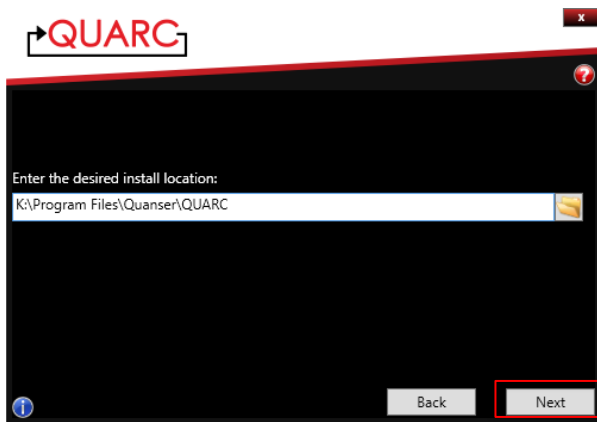 QUARC
x
?
Enter the desired install location:
K:\Program Files\Quanser\QUARC
i
Back
Next